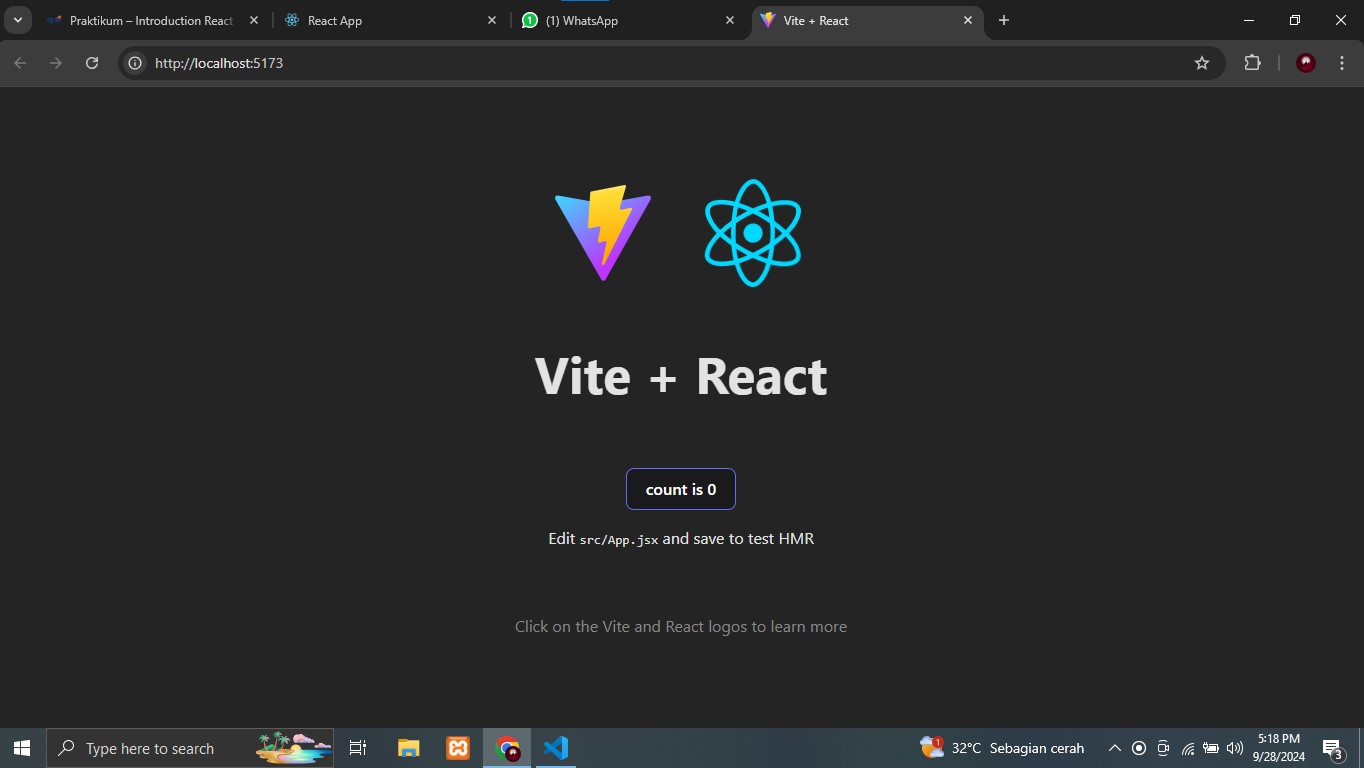 Praktikum – Introduction React
React App
(1) WhatsApp
Vite + React
http://localhost:5173
Vite + React
count is 0
Edit src/App.jsx and save to test HMR
Click on the Vite and React logos to learn more
Type here to search
1
32°C Sebagian cerah
5:18 PM
9/28/2024
3